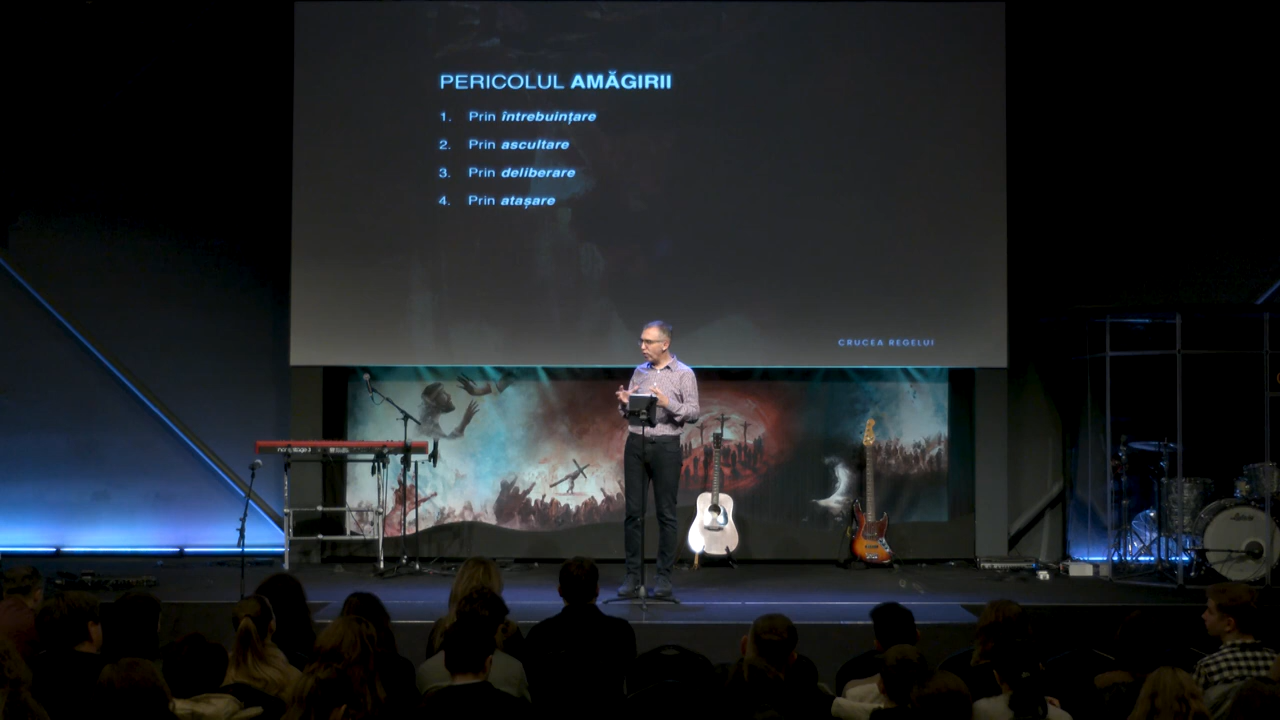 PERICOLUL AMĂGIRII
1. Prin întrebuințare
2. Prin ascultare
3. Prin deliberare
4. Prin atașare
CRUCEA REGELUI